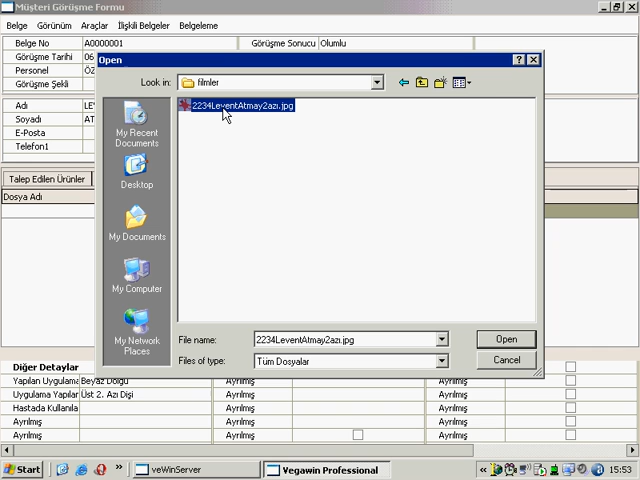 Müşteri Görüşme Formu
Belge Görünüm Araçlar İlişkili Belgeler Belgeleme
Belge No A0000001 Görüşme Sonucu Olumlu
Görüşme Tarihi 06
Personel ÖZ
Görüşme Şekli
Adı LE
Soyadı AT
E-Posta
Telefon1
Talep Edilen Ürünler
Dosya Adı
Open
Look in: filmler
2234LeventAtmay2azı.jpg
My Recent
Documents
Desktop
My Documents
My Computer
My Network
Places
File name: 2234LeventAtmay2azı.jpg Open
Files of type: Tüm Dosyalar Cancel
Diğer Detaylar
Yapılan Uygulama Beyaz Dolgu Ayrılmış Ayrılmış
Uygulama Yapılan Üst 2. Azı Dişi Ayrılmış Ayrılmış
Hastada Kullanıla Ayrılmış Ayrılmış
Ayrılmış Ayrılmış Ayrılmış
Ayrılmış Ayrılmış Ayrılmış
Start veWinServer Vegawin Professional 15:53